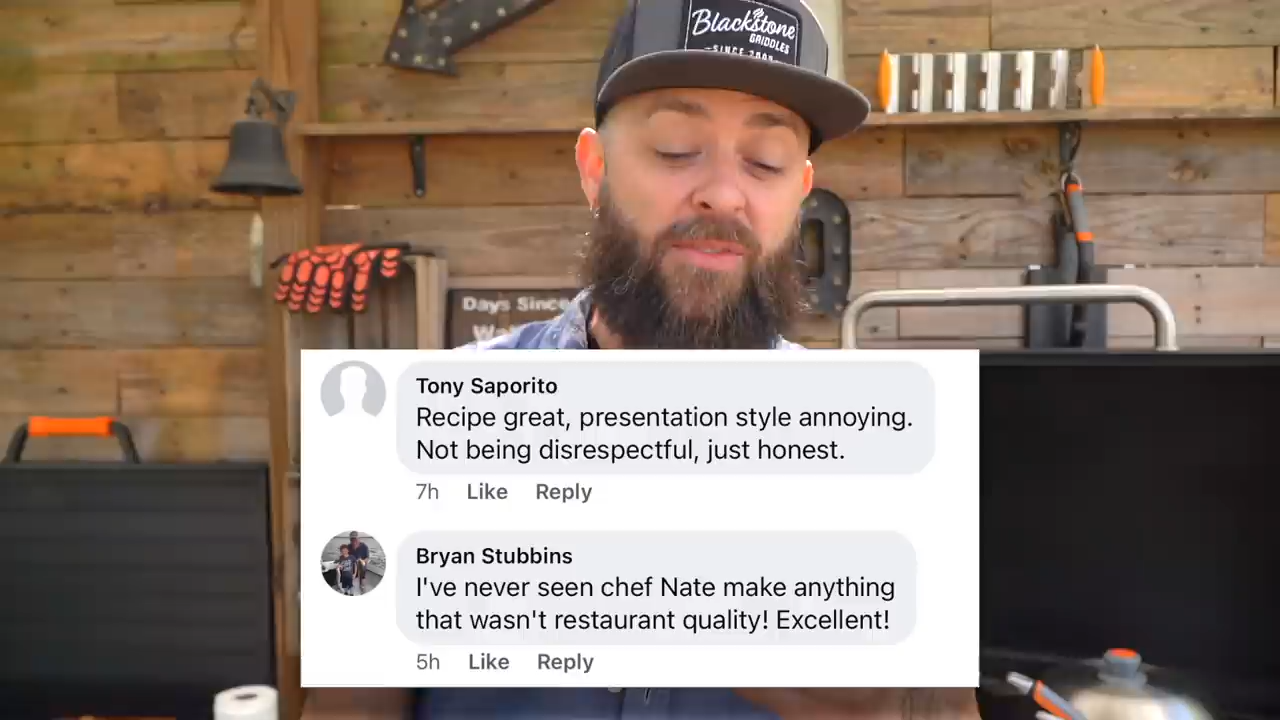 Blackstone
GRIDDLES
SINCE
Days Since
Tony Saporito
Recipe great, presentation style annoying.
Not being disrespectful, just honest.
7h Like Reply
Bryan Stubbins
I've never seen chef Nate make anything
that wasn't restaurant quality! Excellent!
5h Like Reply